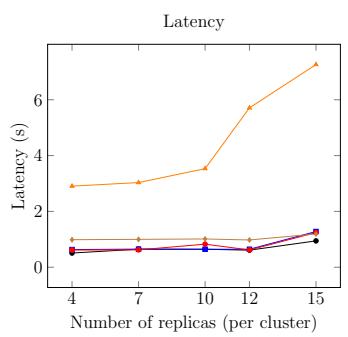 Latency
6
4
2
0
Latency (s)
4 7 10 12 15
Number of replicas (per cluster)